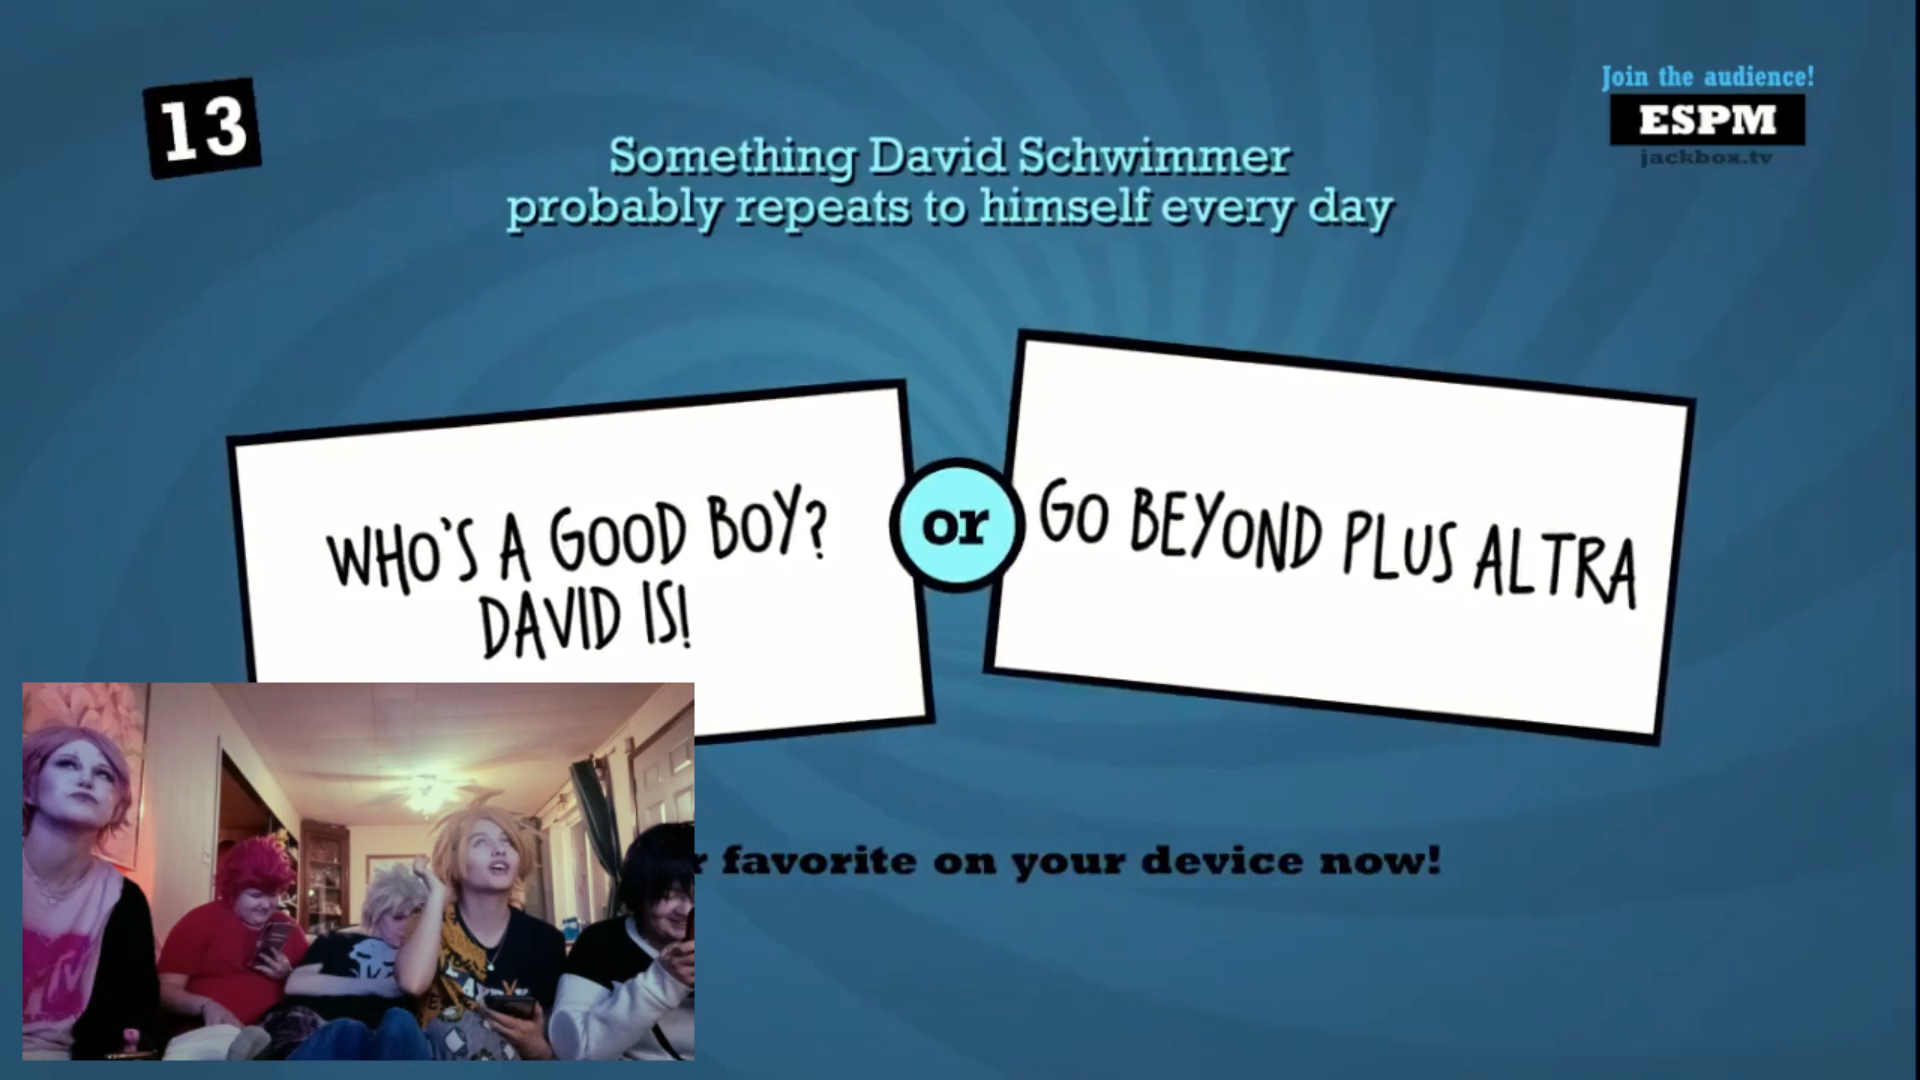 13
Join the audience!
ESPM
jackbox.tv
Something David Schwimmer
probably repeats to himself every day
WHO'S A GOOD BOY?
DAVID IS!
or
GO BEYOND PLUS ALTRA
favorite on your device now!